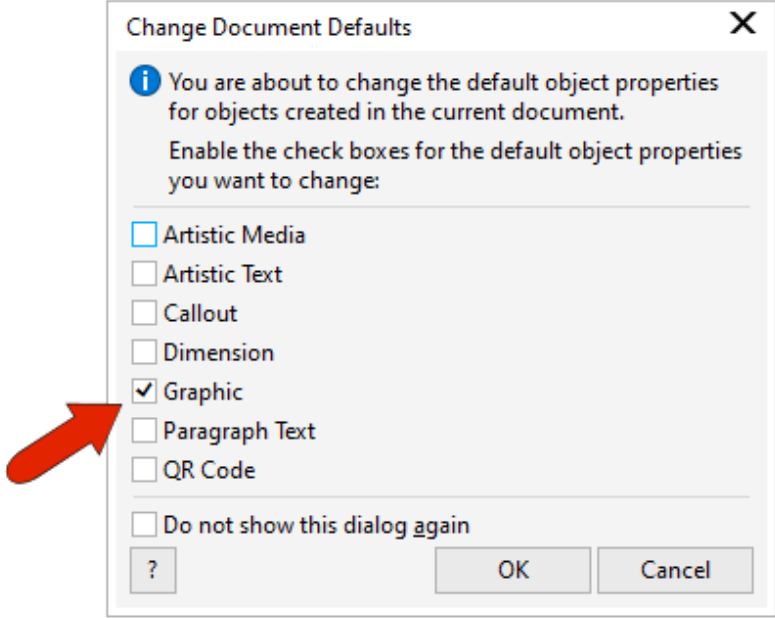 Change Document Defaults
You are about to change the default object properties
for objects created in the current document.
Enable the check boxes for the default object properties
you want to change:
Artistic Media
Artistic Text
Callout
Dimension
Graphic
Paragraph Text
QR Code
Do not show this dialog again
? OK Cancel